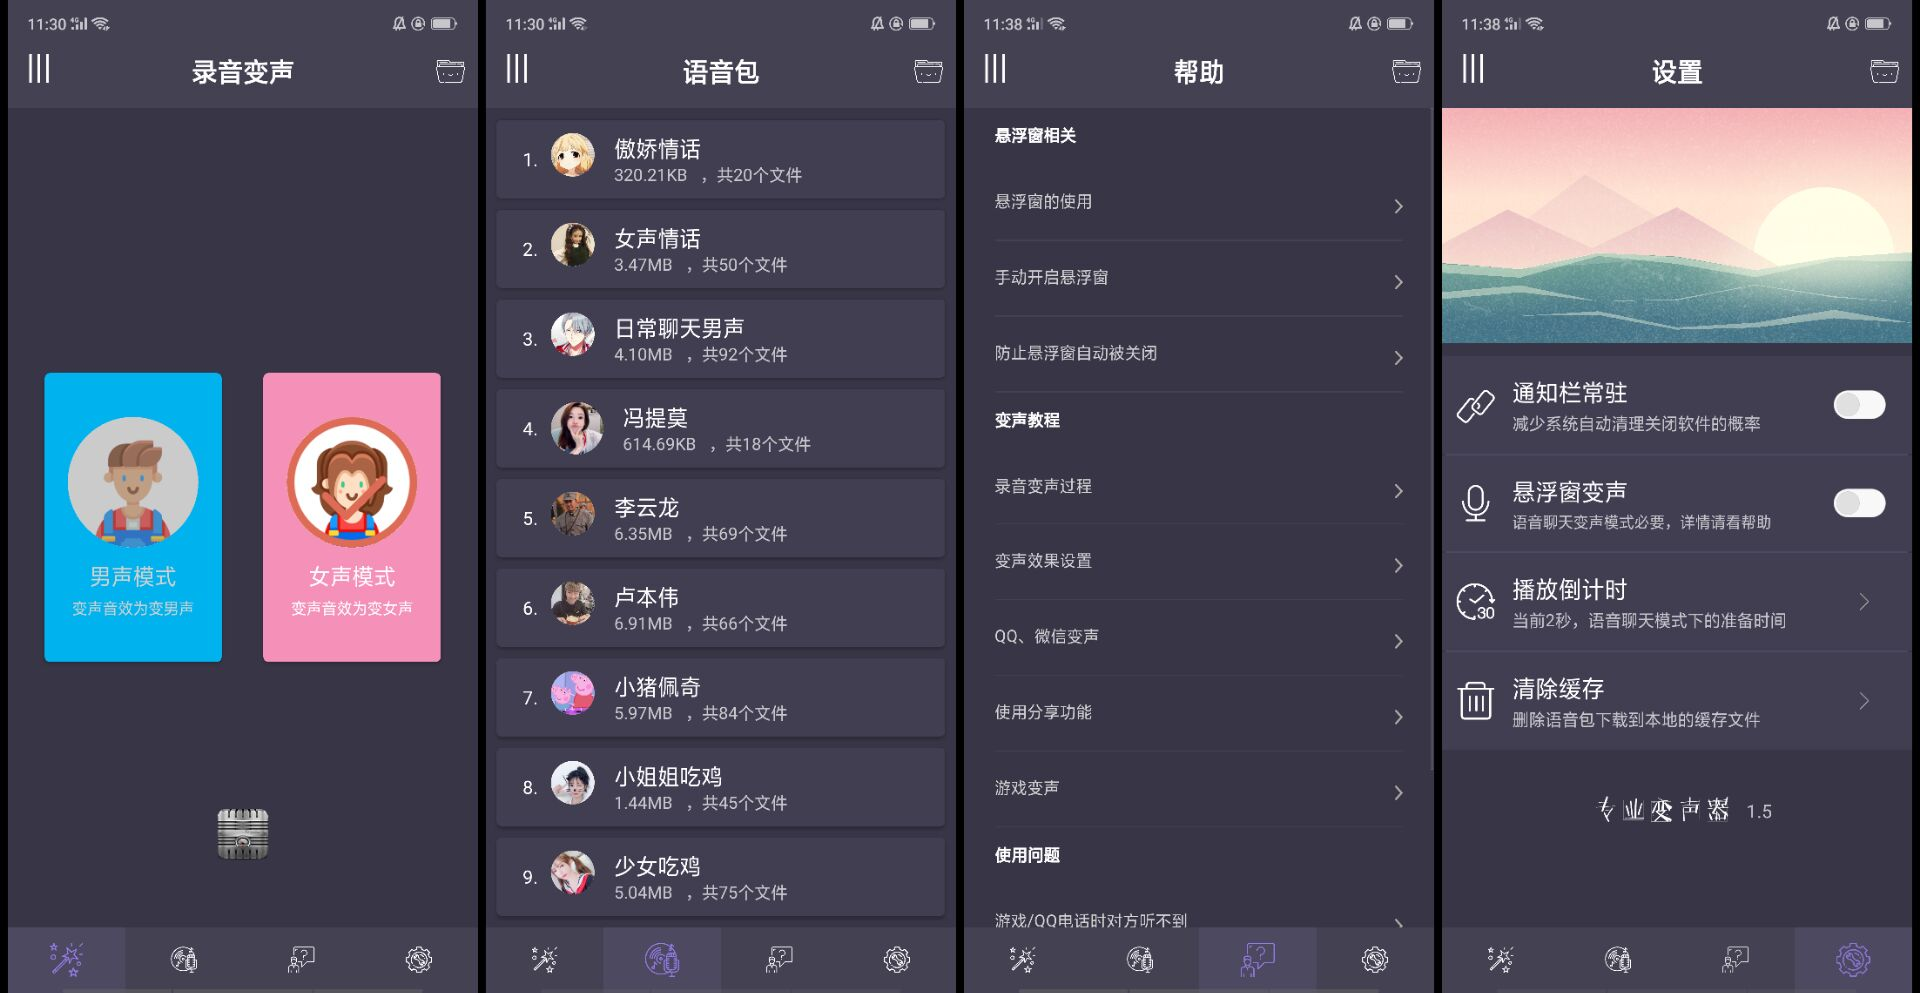 11:30
录音变声
男声模式
变声音效为变男声
女声模式
变声音效为变女声
11:30
语音包
1.
傲娇情话
320.21KB ，共20个文件
2.
女声情话
3.47MB ，共50个文件
3.
日常聊天男声
4.10MB ，共92个文件
4.
冯提莫
614.69KB ，共18个文件
5.
李云龙
6.35MB ，共69个文件
6.
卢本伟
6.91MB ，共66个文件
7.
小猪佩奇
5.97MB ，共84个文件
8.
小姐姐吃鸡
1.44MB ，共45个文件
9.
少女吃鸡
5.04MB ，共75个文件
11:38
帮助
悬浮窗相关
悬浮窗的使用
手动开启悬浮窗
防止悬浮窗自动被关闭
变声教程
录音变声过程
变声效果设置
QQ、微信变声
使用分享功能
游戏变声
使用问题
游戏/QQ电话时对方听不到
11:38
设置
通知栏常驻
减少系统自动清理关闭软件的概率
悬浮窗变声
语音聊天变声模式必要，详情请看帮助
30
播放倒计时
当前2秒，语音聊天模式下的准备时间
清除缓存
删除语音包下载到本地的缓存文件
专业变声器 1.5